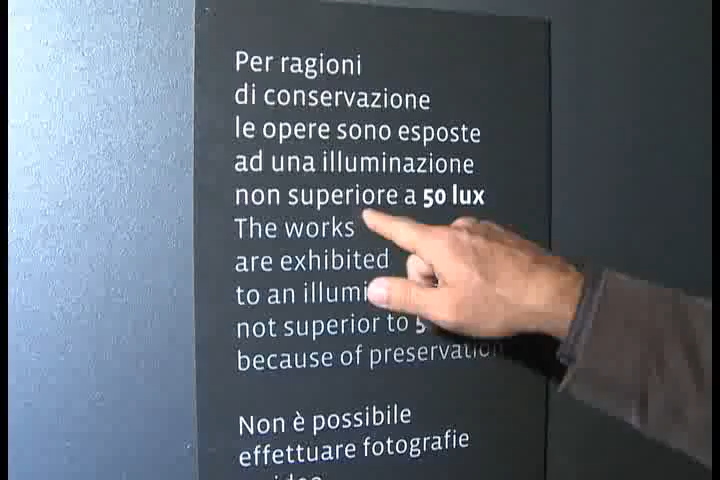 Per ragioni
di conservazione
le opere sono esposte
ad una illuminazione
non superiore a 50 lux
The works
are exhibited
to an
not superior to
because of preservation
Non è possibile
effettuare fotografie